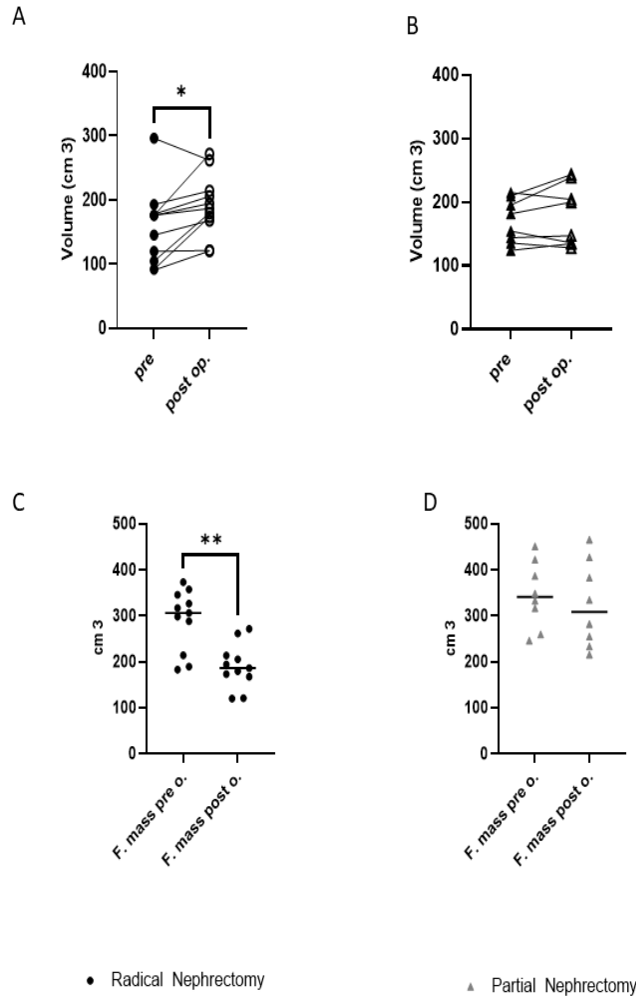 A
B
400
300
200
100
0
Volume (cm 3)
*
pre
post op.
400
300
200
100
0
Volume (cm 3)
pre
post op.
C
D
500
400
300
200
100
0
cm 3
**
F. mass pre o.
F. mass post o.
500
400
300
200
100
0
cm 3
F. mass pre o.
F. mass post o.
Radical Nephrectomy
Partial Nephrectomy